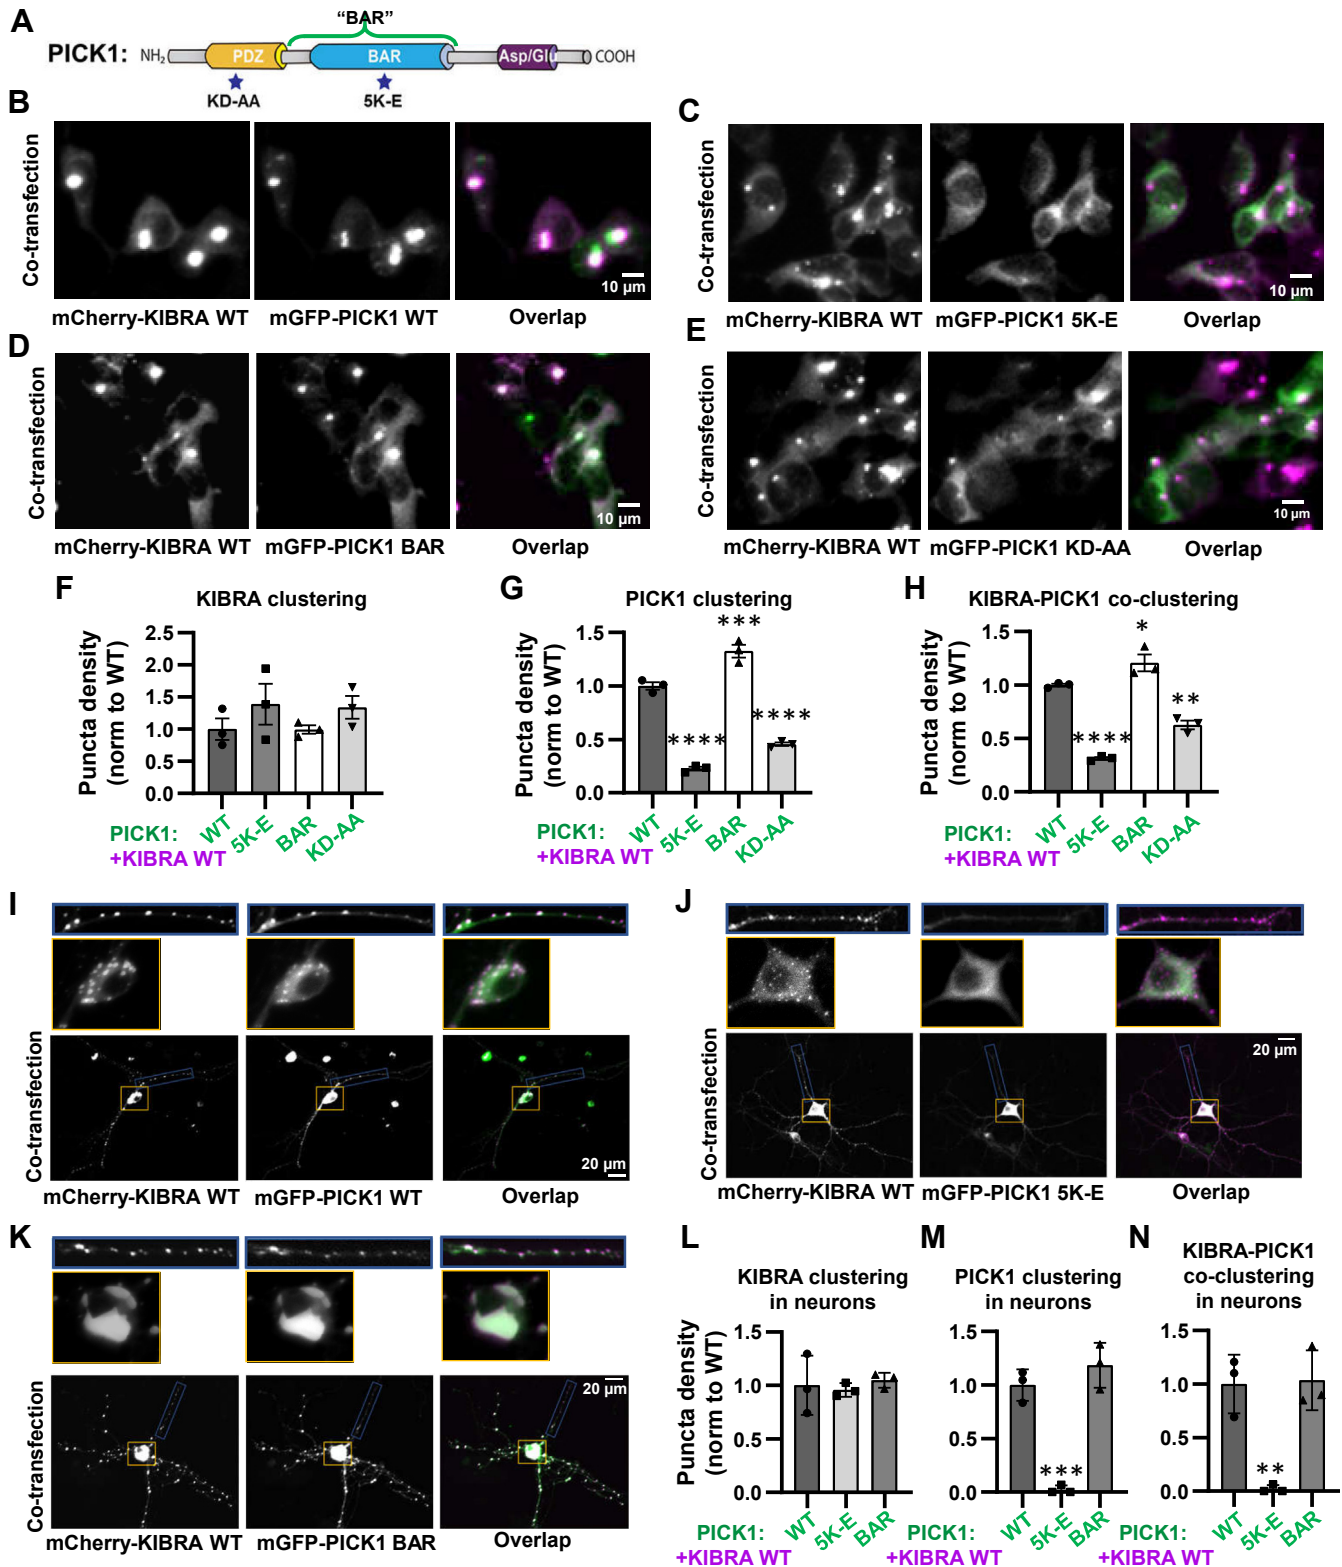 A
"BAR"
PICK1:
NH2
PDZ
BAR
Asp/Glu
COOH
KD-AA
5K-E
B
Co-transfection
10 µm
mCherry-KIBRA WT
mGFP-PICK1 WT
Overlap
C
Co-transfection
10 µm
mCherry-KIBRA WT
mGFP-PICK1 5K-E
Overlap
D
Co-transfection
10 µm
mCherry-KIBRA WT
mGFP-PICK1 BAR
Overlap
E
Co-transfection
10 µm
mCherry-KIBRA WT
mGFP-PICK1 KD-AA
Overlap
F
KIBRA clustering
Puncta density
(norm to WT)
2.5
2.0
1.5
1.0
0.5
0.0
PICK1:
WT
5K-E
BAR
KD-AA
+KIBRA WT
G
PICK1 clustering
Puncta density
(norm to WT)
1.5
1.0
0.5
0.0
****
***
****
PICK1:
WT
5K-E
BAR
KD-AA
+KIBRA WT
H
KIBRA-PICK1 co-clustering
Puncta density
(norm to WT)
1.5
1.0
0.5
0.0
****
*
**
PICK1:
WT
5K-E
BAR
KD-AA
+KIBRA WT
I
Co-transfection
20 µm
mCherry-KIBRA WT
mGFP-PICK1 WT
Overlap
J
Co-transfection
20 µm
mCherry-KIBRA WT
mGFP-PICK1 5K-E
Overlap
K
Co-transfection
20 µm
mCherry-KIBRA WT
mGFP-PICK1 BAR
Overlap
L
KIBRA clustering
in neurons
Puncta density
(norm to WT)
1.5
1.0
0.5
0.0
PICK1:
WT
5K-E
BAR
+KIBRA WT
M
PICK1 clustering
in neurons
1.5
1.0
0.5
0.0
***
PICK1:
WT
5K-E
BAR
+KIBRA WT
N
KIBRA-PICK1
co-clustering
in neurons
1.5
1.0
0.5
0.0
**
PICK1:
WT
5K-E
BAR
+KIBRA WT